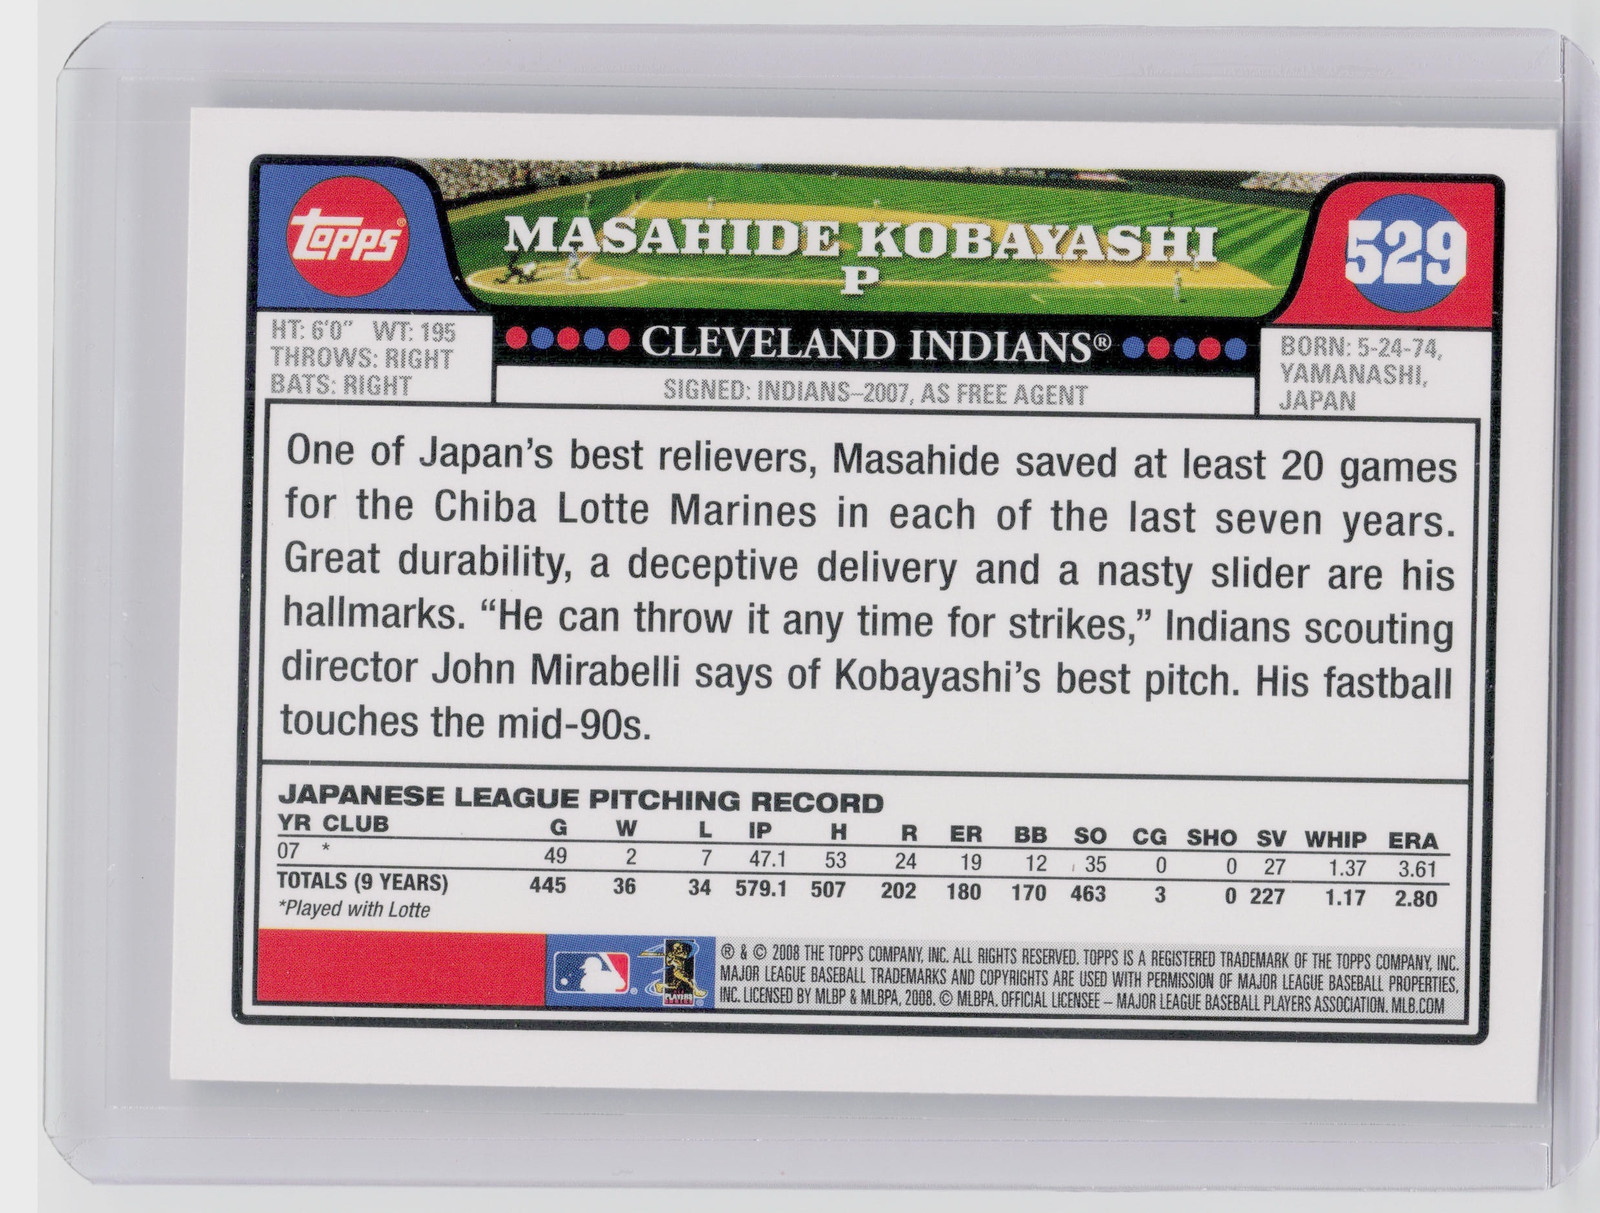 topps®
MASAHIDE KOBAYASHI
P
529
HT: 6'0" WT: 195
THROWS: RIGHT
BATS: RIGHT
CLEVELAND INDIANS®
SIGNED: INDIANS–2007, AS FREE AGENT
BORN: 5-24-74,
YAMANASHI,
JAPAN
One of Japan's best relievers, Masahide saved at least 20 games
for the Chiba Lotte Marines in each of the last seven years.
Great durability, a deceptive delivery and a nasty slider are his
hallmarks. “He can throw it any time for strikes,” Indians scouting
director John Mirabelli says of Kobayashi's best pitch. His fastball
touches the mid-90s.
JAPANESE LEAGUE PITCHING RECORD
YR CLUB G W L IP H R ER BB SO CG SHO SV WHIP ERA
07 * 49 2 7 47.1 53 24 19 12 35 0 0 27 1.37 3.61
TOTALS (9 YEARS) 445 36 34 579.1 507 202 180 170 463 3 0 227 1.17 2.80
*Played with Lotte
PLAYERS
® & © 2008 THE TOPPS COMPANY, INC. ALL RIGHTS RESERVED. TOPPS IS A REGISTERED TRADEMARK OF THE TOPPS COMPANY, INC.
MAJOR LEAGUE BASEBALL TRADEMARKS AND COPYRIGHTS ARE USED WITH PERMISSION OF MAJOR LEAGUE BASEBALL PROPERTIES,
INC. LICENSED BY MLBP & MLBPA, 2008. © MLBPA. OFFICIAL LICENSEE – MAJOR LEAGUE BASEBALL PLAYERS ASSOCIATION. MLB.COM